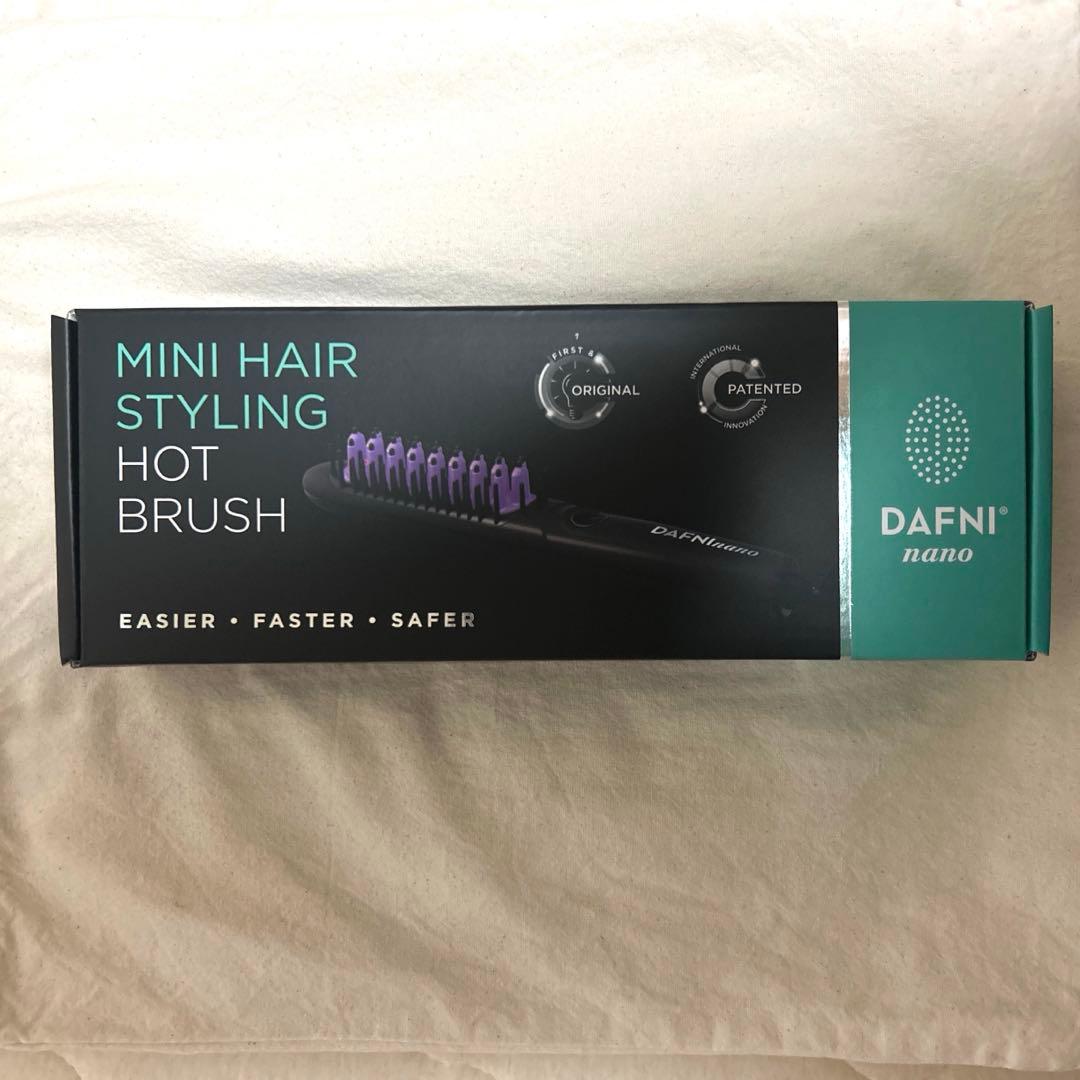 MINI HAIR
STYLING
HOT
BRUSH
EASIER • FASTER • SAFER
FIRST &
ORIGINAL
INTERNATIONAL
PATENTED
INNOVATION
DAFNInano
DAFNI®
nano